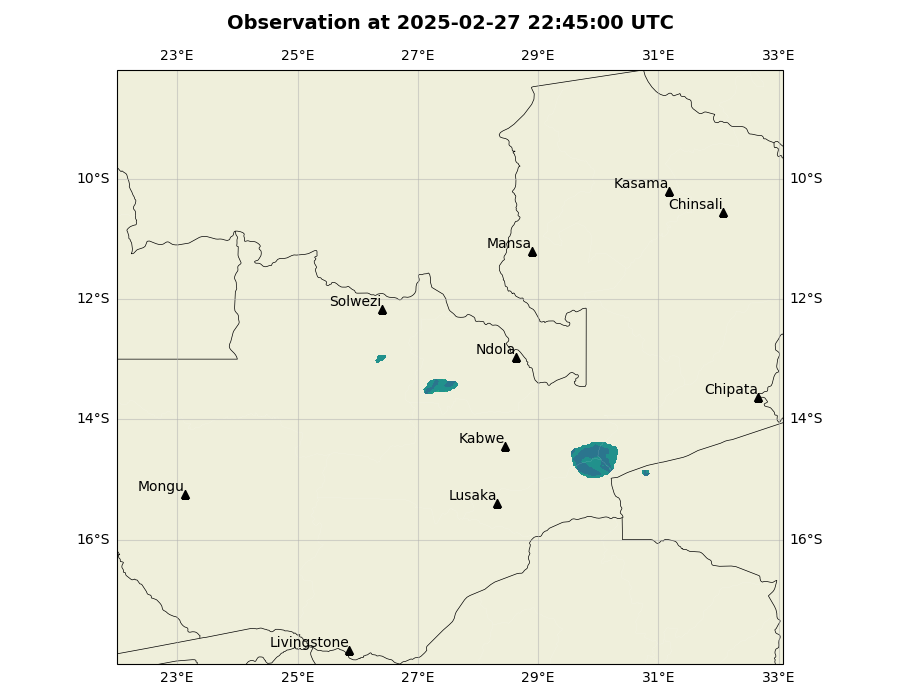 Observation at 2025-02-27 22:45:00 UTC
23°E 25°E 27°E 29°E 31°E 33°E
10°S 10°S
Kasama
Chinsali
Mansa
12°S 12°S
Solwezi
Ndola
Chipata
14°S 14°S
Kabwe
Mongu
Lusaka
16°S 16°S
Livingstone
23°E 25°E 27°E 29°E 31°E 33°E